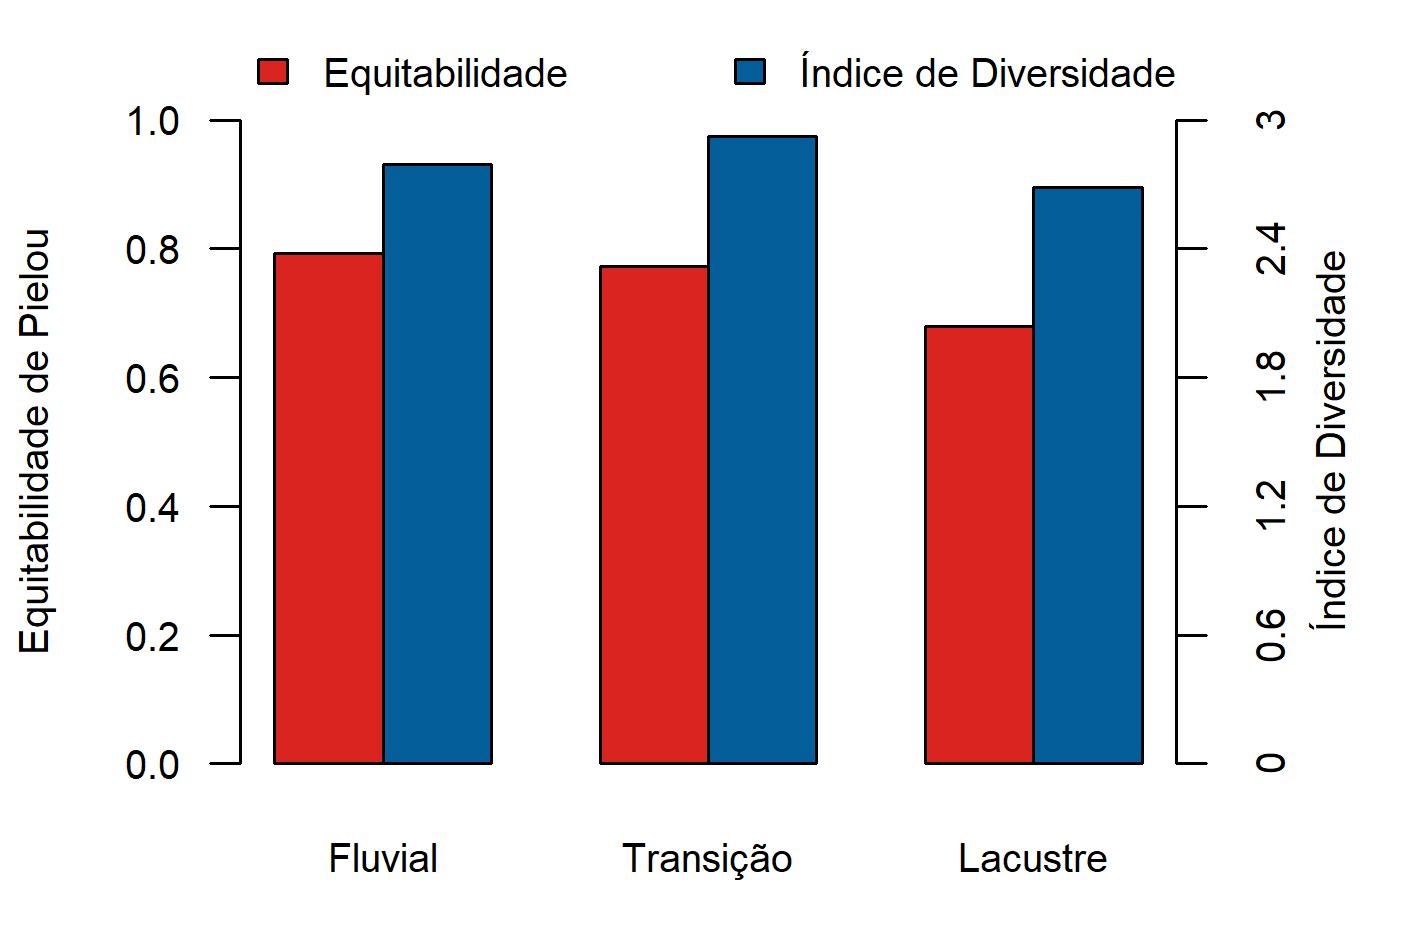 Equitabilidade
Índice de Diversidade
Equitabilidade de Pielou
1.0
0.8
0.6
0.4
0.2
0.0
3
2.4
1.8
1.2
0.6
0
Índice de Diversidade
Fluvial
Transição
Lacustre